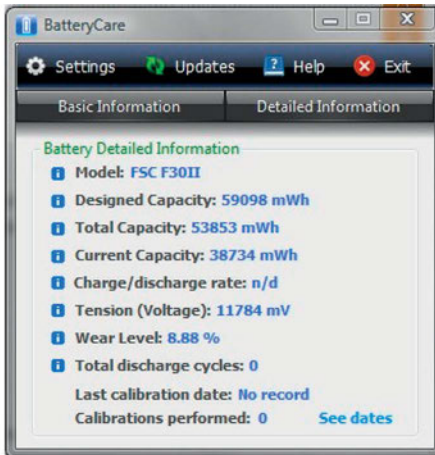 BatteryCare
Settings Updates Help Exit
Basic Information Detailed Information
Battery Detailed Information
Model: FSC F30II
Designed Capacity: 59098 mWh
Total Capacity: 53853 mWh
Current Capacity: 38734 mWh
Charge/discharge rate: n/d
Tension (Voltage): 11784 mV
Wear Level: 8.88 %
Total discharge cycles: 0
Last calibration date: No record
Calibrations performed: 0 See dates